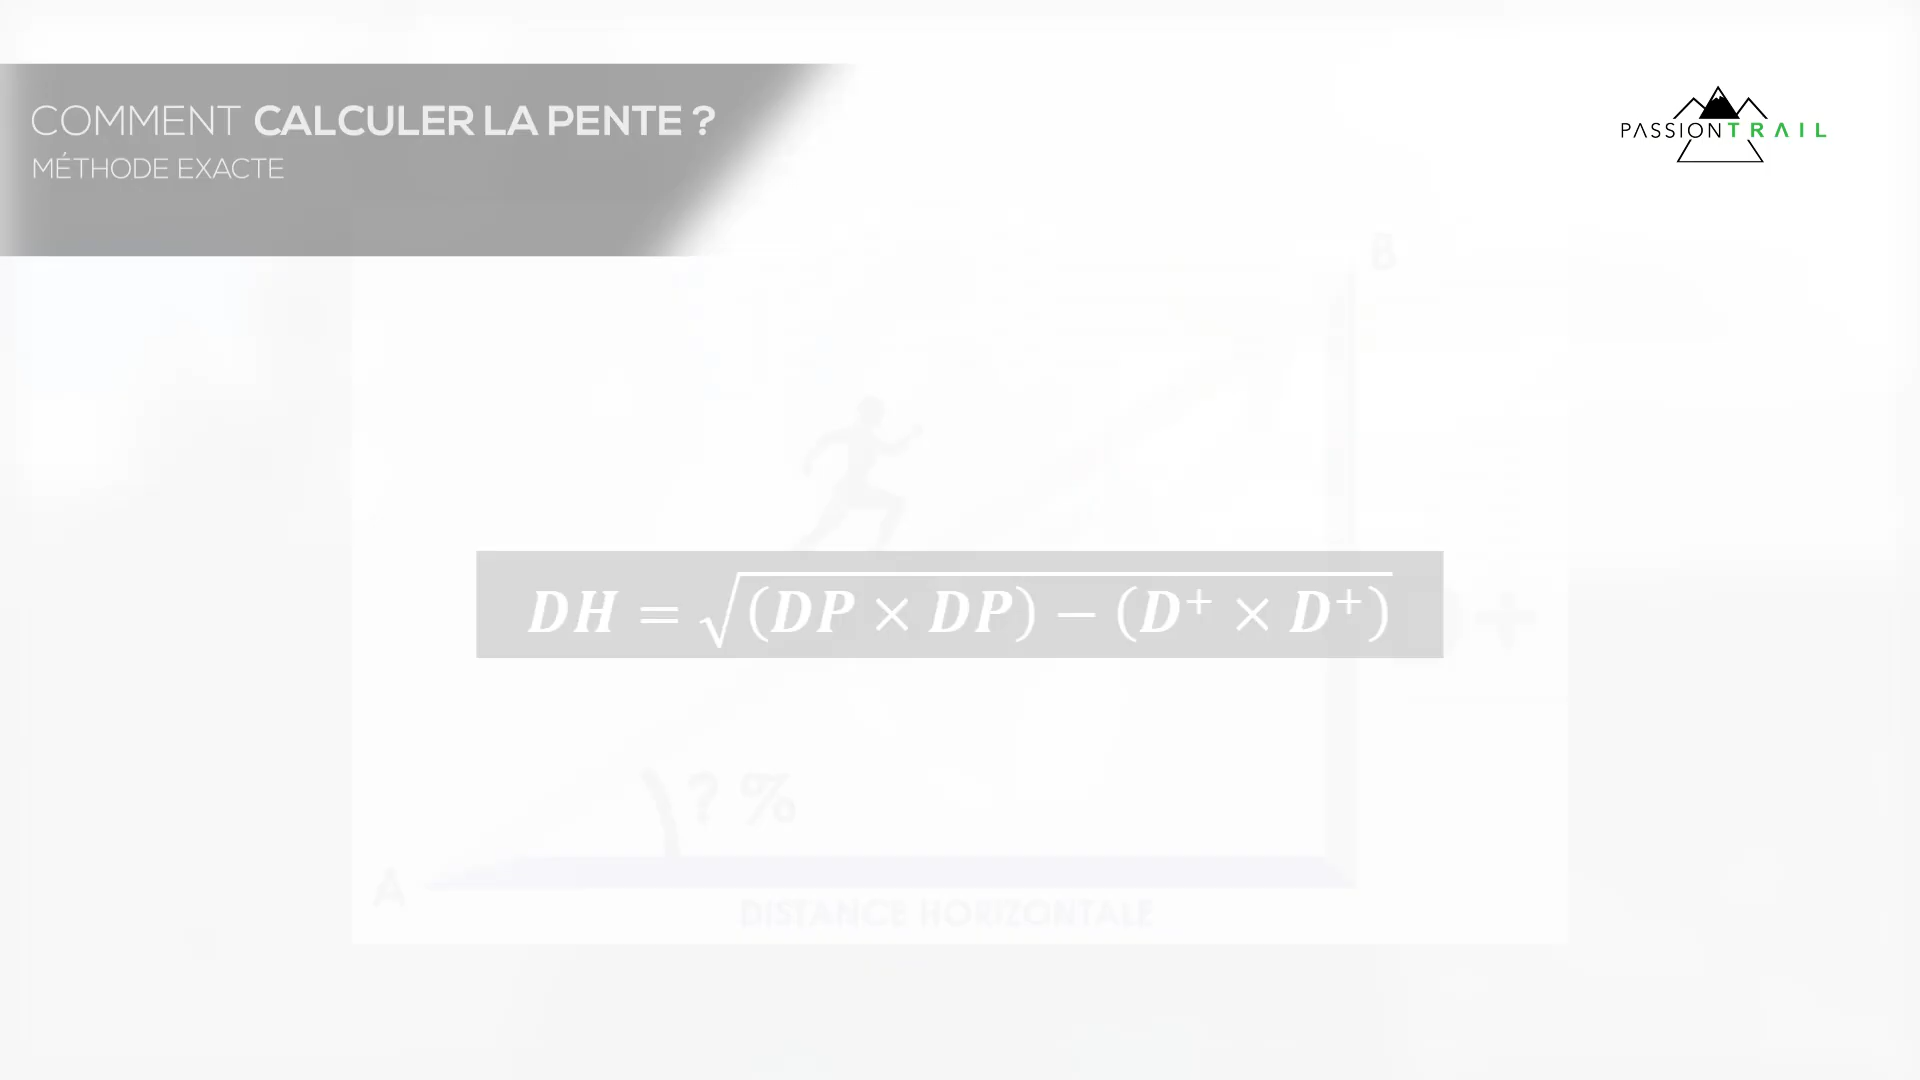 COMMENT CALCULER LA PENTE ?
MÉTHODE EXACTE
PASSIONTRAIL
B
DH = √(DP × DP) − (D⁺ × D⁺)
D+
? %
A
DISTANCE HORIZONTALE